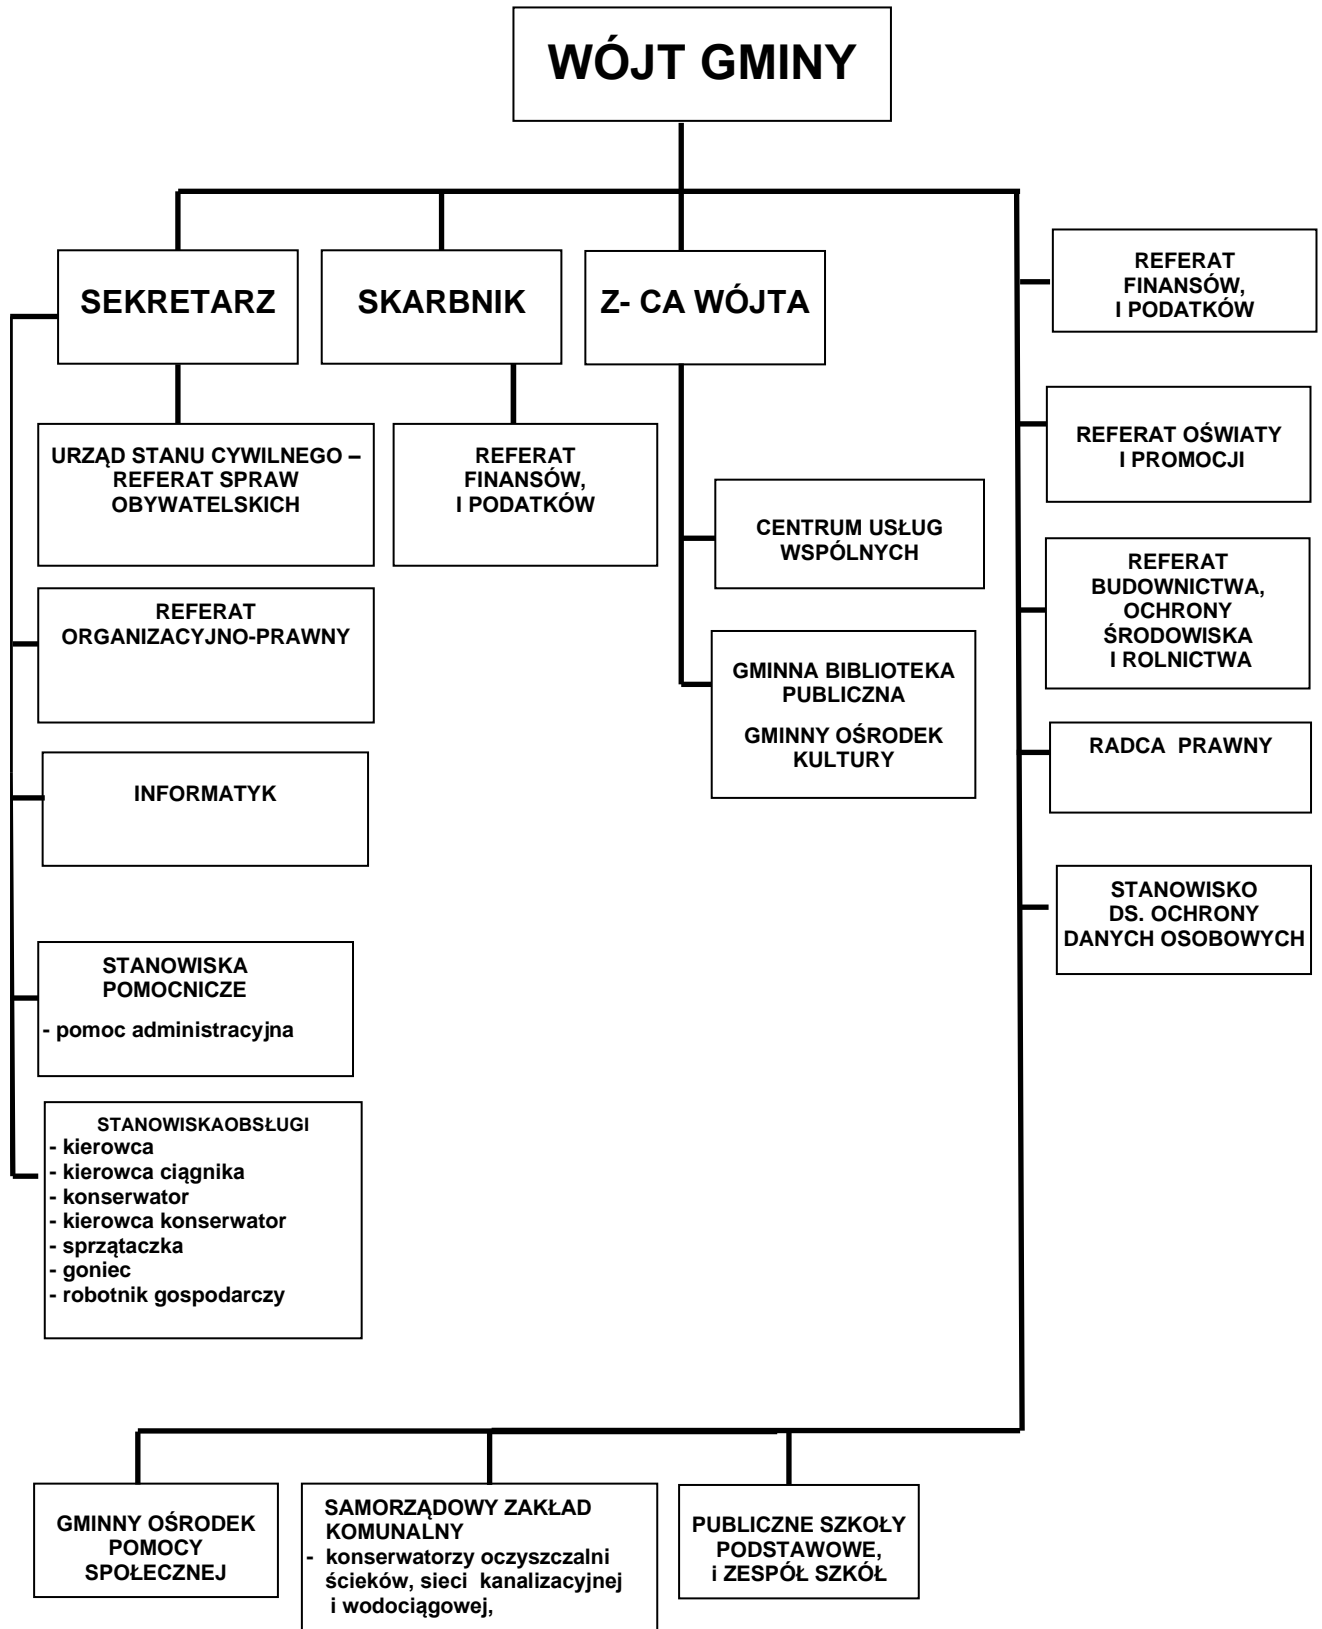 WÓJT GMINY
SEKRETARZ
SKARBNIK
Z- CA WÓJTA
REFERAT
FINANSÓW,
I PODATKÓW
URZĄD STANU CYWILNEGO –
REFERAT SPRAW
OBYWATELSKICH
REFERAT
FINANSÓW,
I PODATKÓW
REFERAT OŚWIATY
I PROMOCJI
CENTRUM USŁUG
WSPÓLNYCH
REFERAT
BUDOWNICTWA,
OCHRONY
ŚRODOWISKA
I ROLNICTWA
REFERAT
ORGANIZACYJNO-PRAWNY
GMINNA BIBLIOTEKA
PUBLICZNA
GMINNY OŚRODEK
KULTURY
RADCA  PRAWNY
INFORMATYK
STANOWISKO
DS. OCHRONY
DANYCH OSOBOWYCH
STANOWISKA
POMOCNICZE
- pomoc administracyjna
STANOWISKAOBSŁUGI
- kierowca
- kierowca ciągnika
- konserwator
- kierowca konserwator
- sprzątaczka
- goniec
- robotnik gospodarczy
GMINNY OŚRODEK
POMOCY
SPOŁECZNEJ
SAMORZĄDOWY ZAKŁAD
KOMUNALNY
- konserwatorzy oczyszczalni
ścieków, sieci  kanalizacyjnej
i wodociągowej,
PUBLICZNE SZKOŁY
PODSTAWOWE,
i ZESPÓŁ SZKÓŁ